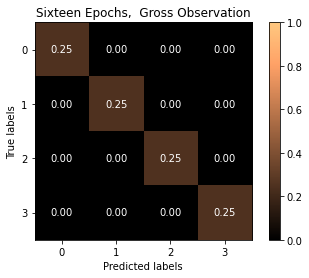 Sixteen Epochs,  Gross Observation
True labels
0
0.25 0.00 0.00 0.00
1
0.00 0.25 0.00 0.00
2
0.00 0.00 0.25 0.00
3
0.00 0.00 0.00 0.25
0 1 2 3
Predicted labels
1.0
0.8
0.6
0.4
0.2
0.0